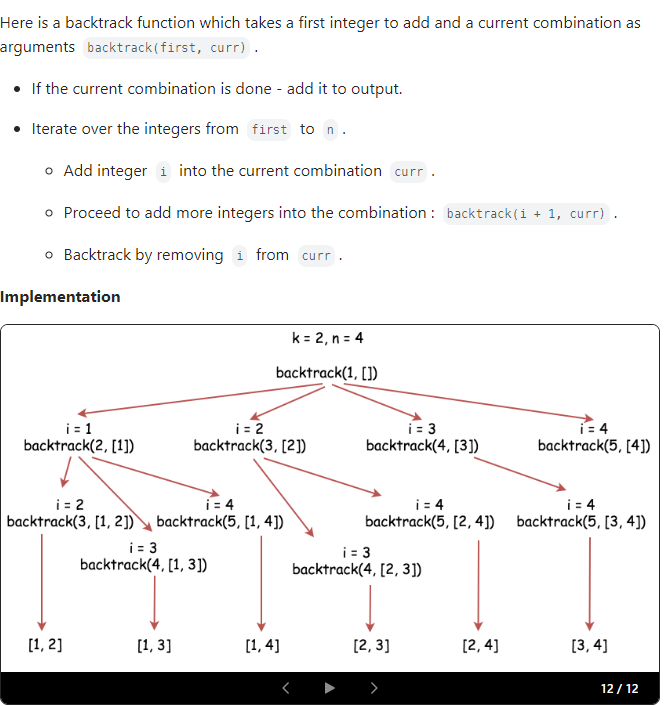 Here is a backtrack function which takes a first integer to add and a current combination as
arguments backtrack(first, curr) .
• If the current combination is done - add it to output.
• Iterate over the integers from first to n .
○ Add integer i into the current combination curr .
○ Proceed to add more integers into the combination : backtrack(i + 1, curr) .
○ Backtrack by removing i from curr .
Implementation
k = 2, n = 4
backtrack(1, [])
i = 1 i = 2 i = 3 i = 4
backtrack(2, [1]) backtrack(3, [2]) backtrack(4, [3]) backtrack(5, [4])
i = 2 i = 4 i = 4 i = 4
backtrack(3, [1, 2]) backtrack(5, [1, 4]) backtrack(5, [2, 4]) backtrack(5, [3, 4])
i = 3 i = 3
backtrack(4, [1, 3]) backtrack(4, [2, 3])
[1, 2] [1, 3] [1, 4] [2, 3] [2, 4] [3, 4]
12 / 12